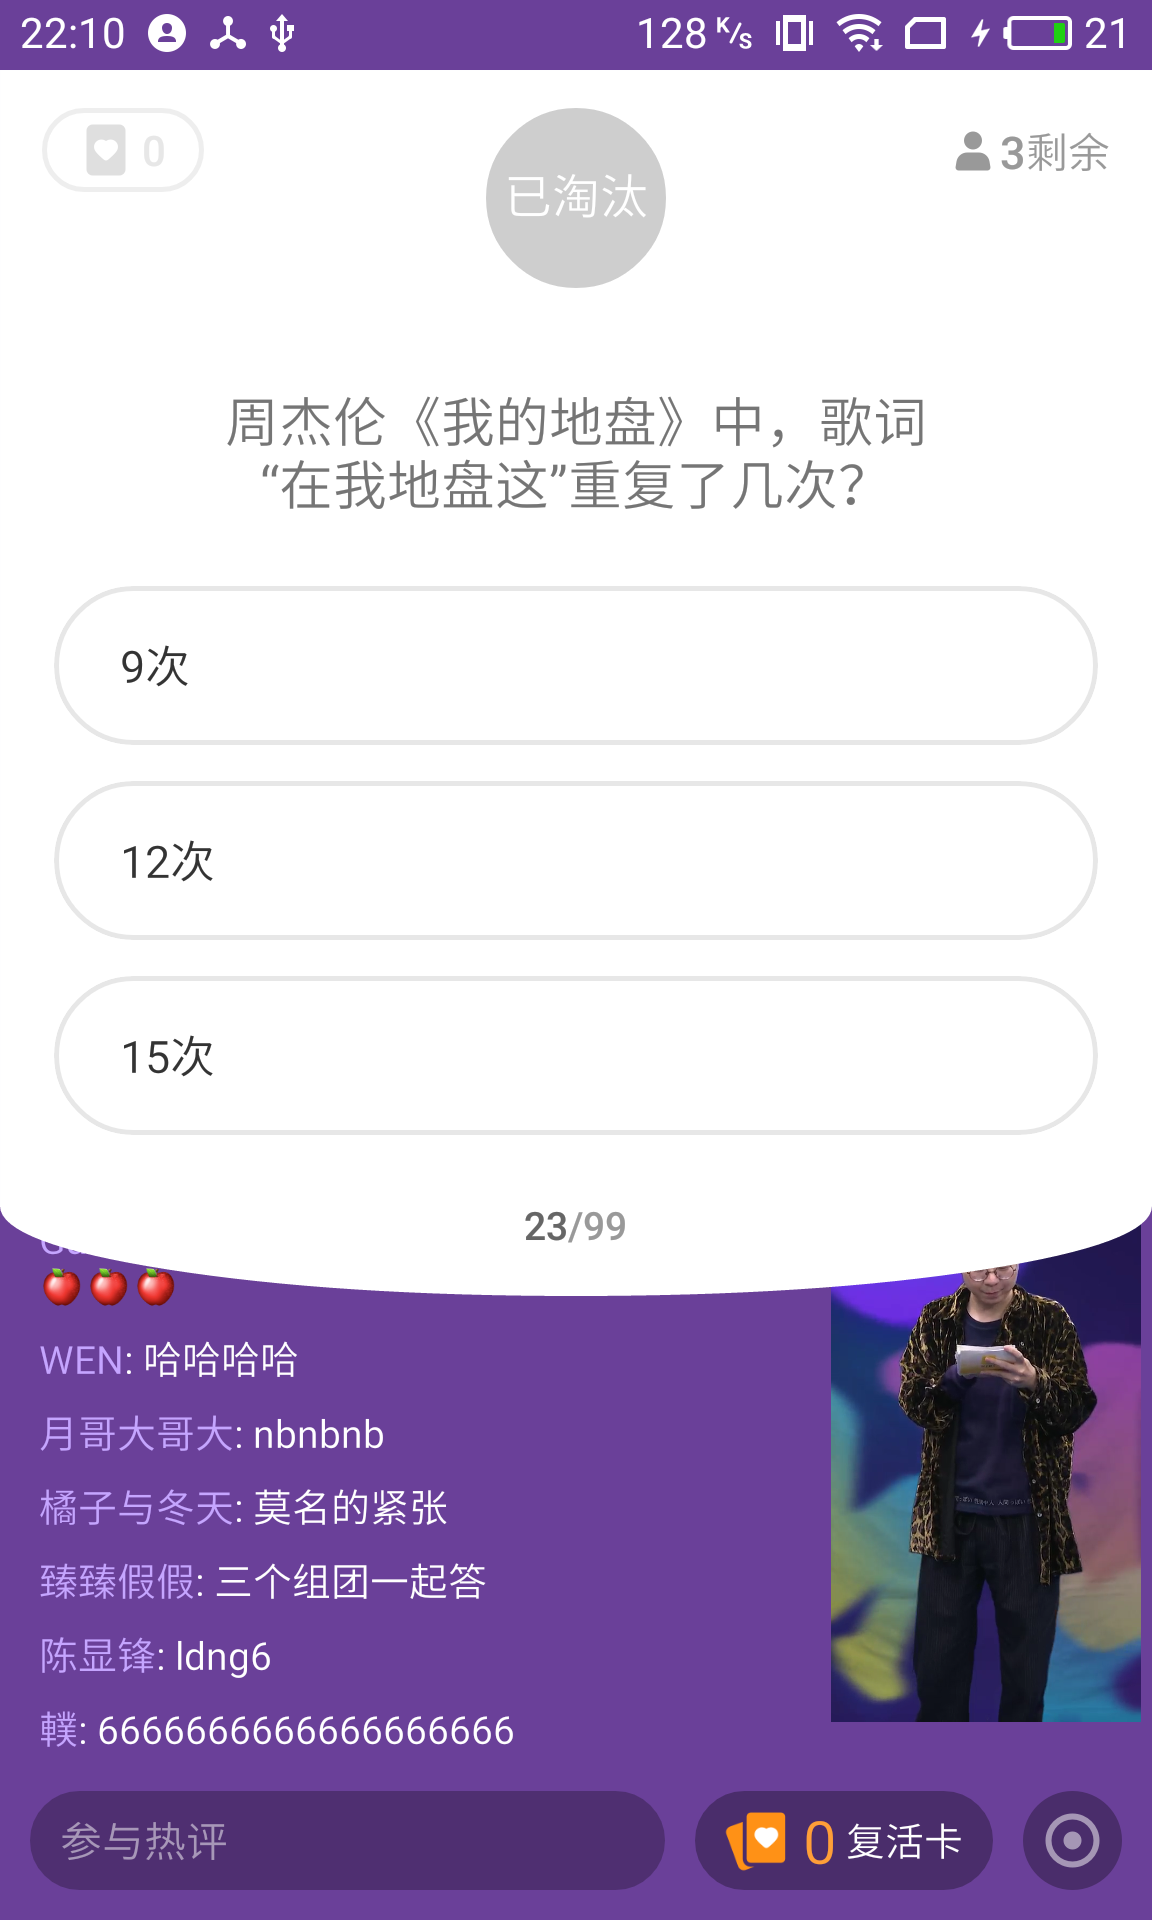 22:10
128 K/s
21
0
已淘汰
3剩余
周杰伦《我的地盘》中，歌词
“在我地盘这”重复了几次？
9次
12次
15次
23/99
WEN: 哈哈哈哈
月哥大哥大: nbnbnb
橘子与冬天: 莫名的紧张
臻臻假假: 三个组团一起答
陈显锋: ldng6
轐: 6666666666666666666
参与热评
0 复活卡